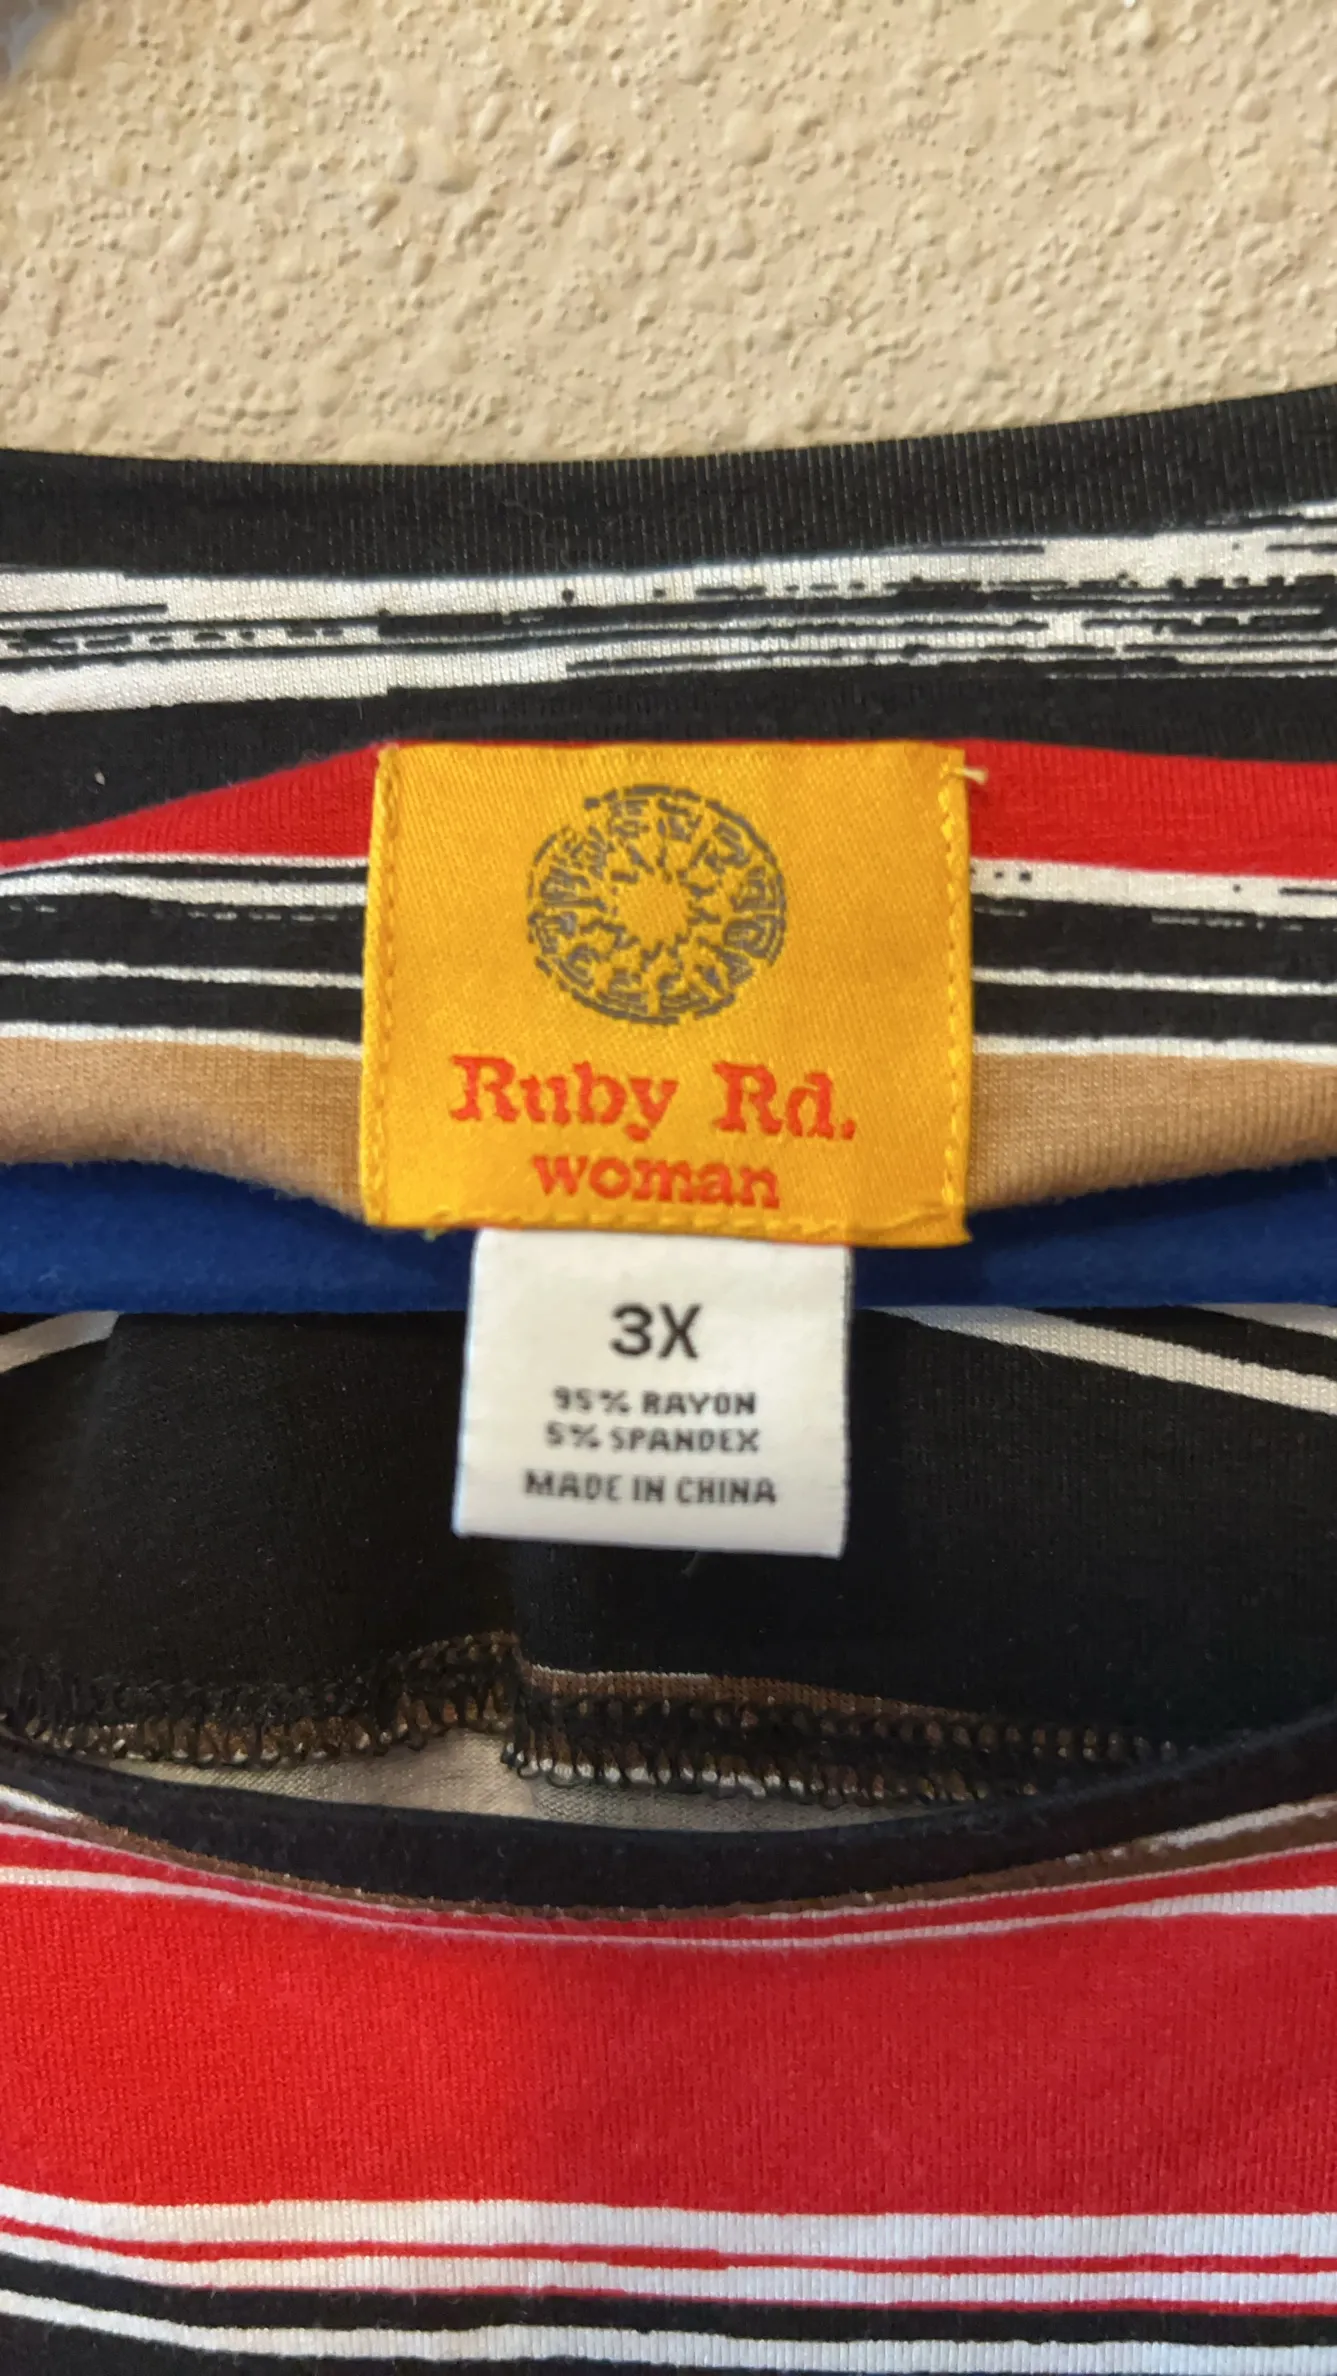 Ruby Rd.
woman
3X
95% RAYON
5% SPANDEX
MADE IN CHINA